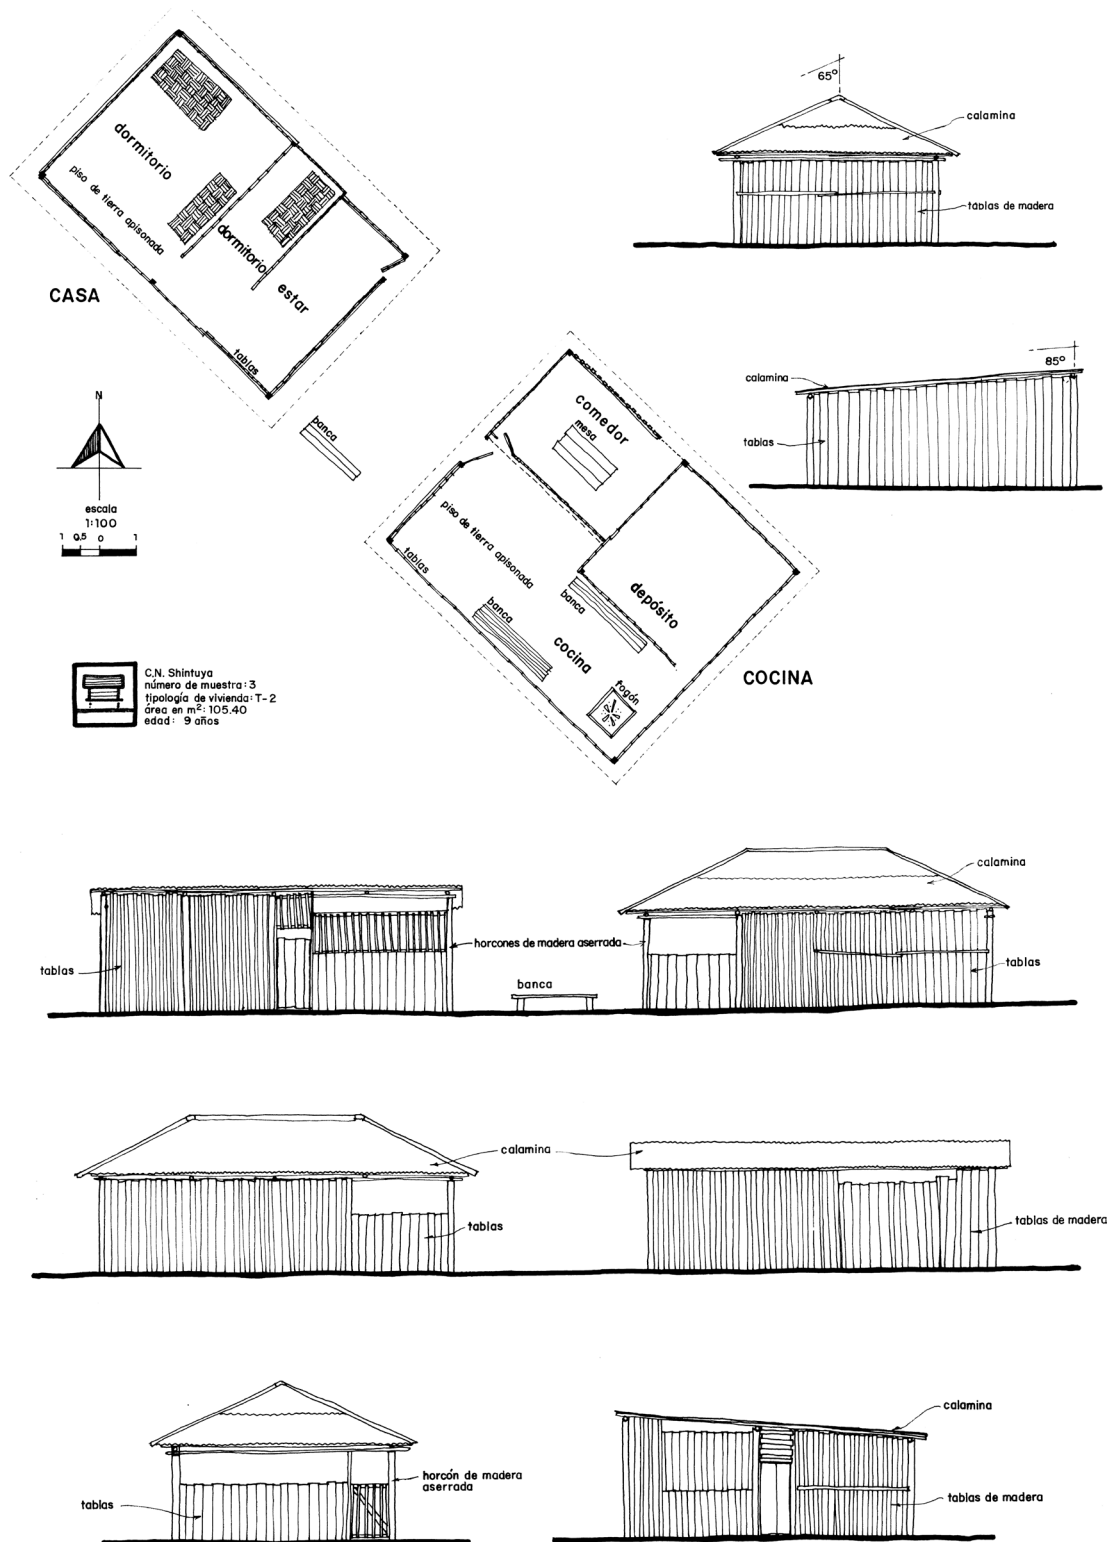 65°
calamina
tablas de madera
dormitorio
piso de tierra apisonada
dormitorio
estar
tablas
CASA
85°
calamina
tablas
banca
N
escala
1:100
1 0,5 0 1
comedor
mesa
piso de tierra apisonada
tablas
banca
banca
depósito
cocina
fogón
COCINA
C.N. Shintuya
número de muestra: 3
tipología de vivienda: T-2
área en m2: 105.40
edad: 9 años
calamina
horcones de madera aserrada
tablas
banca
tablas
calamina
tablas
tablas de madera
calamina
horcón de madera
aserrada
tablas
tablas de madera